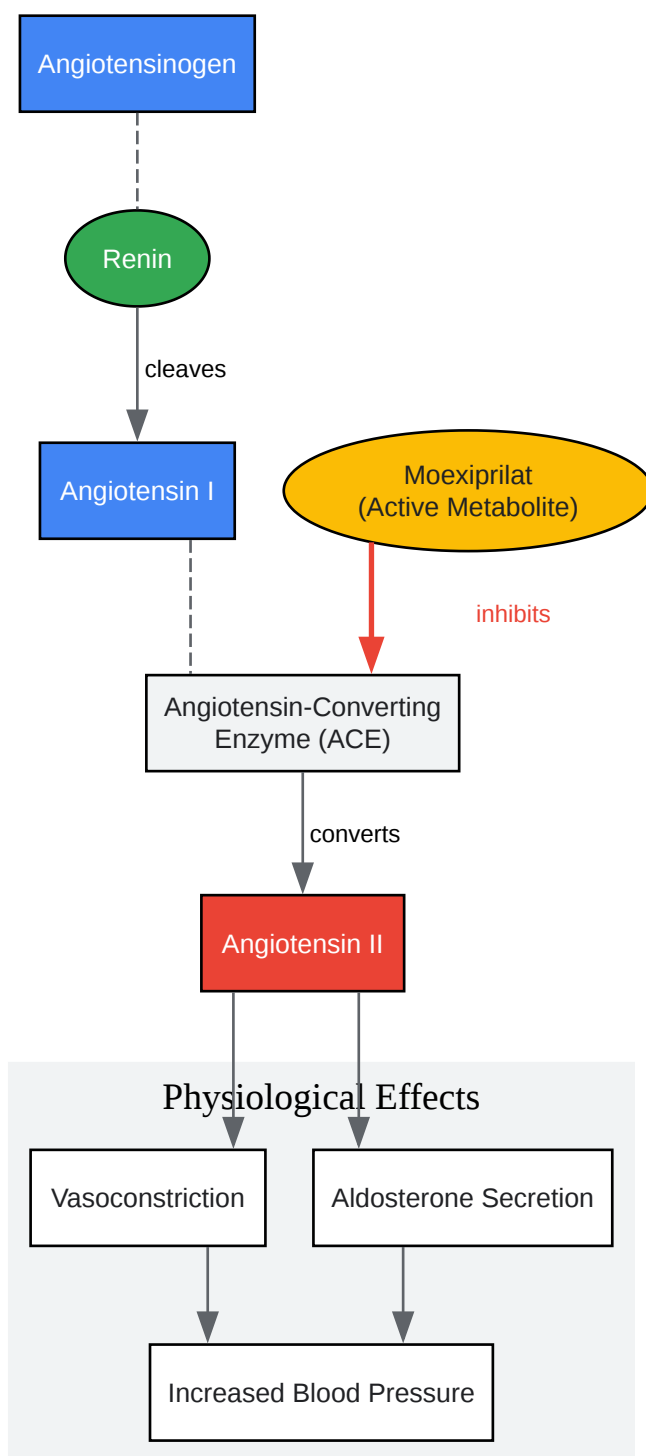 Angiotensinogen
Renin
cleaves
Angiotensin I
Moexiprilat
(Active Metabolite)
inhibits
Angiotensin-Converting
Enzyme (ACE)
converts
Angiotensin II
Physiological Effects
Vasoconstriction
Aldosterone Secretion
Increased Blood Pressure